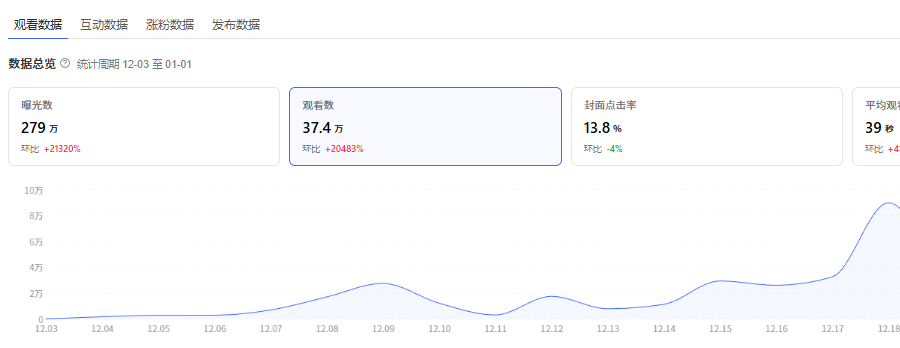 观看数据 互动数据 涨粉数据 发布数据
数据总览 统计周期 12-03 至 01-01
曝光数 观看数 封面点击率 平均观
279 万 37.4 万 13.8 % 39 秒
环比 +21320% 环比 +20483% 环比 -4% 环比 +4
10万
8万
6万
4万
2万
0
12.03 12.04 12.05 12.06 12.07 12.08 12.09 12.10 12.11 12.12 12.13 12.14 12.15 12.16 12.17 12.18